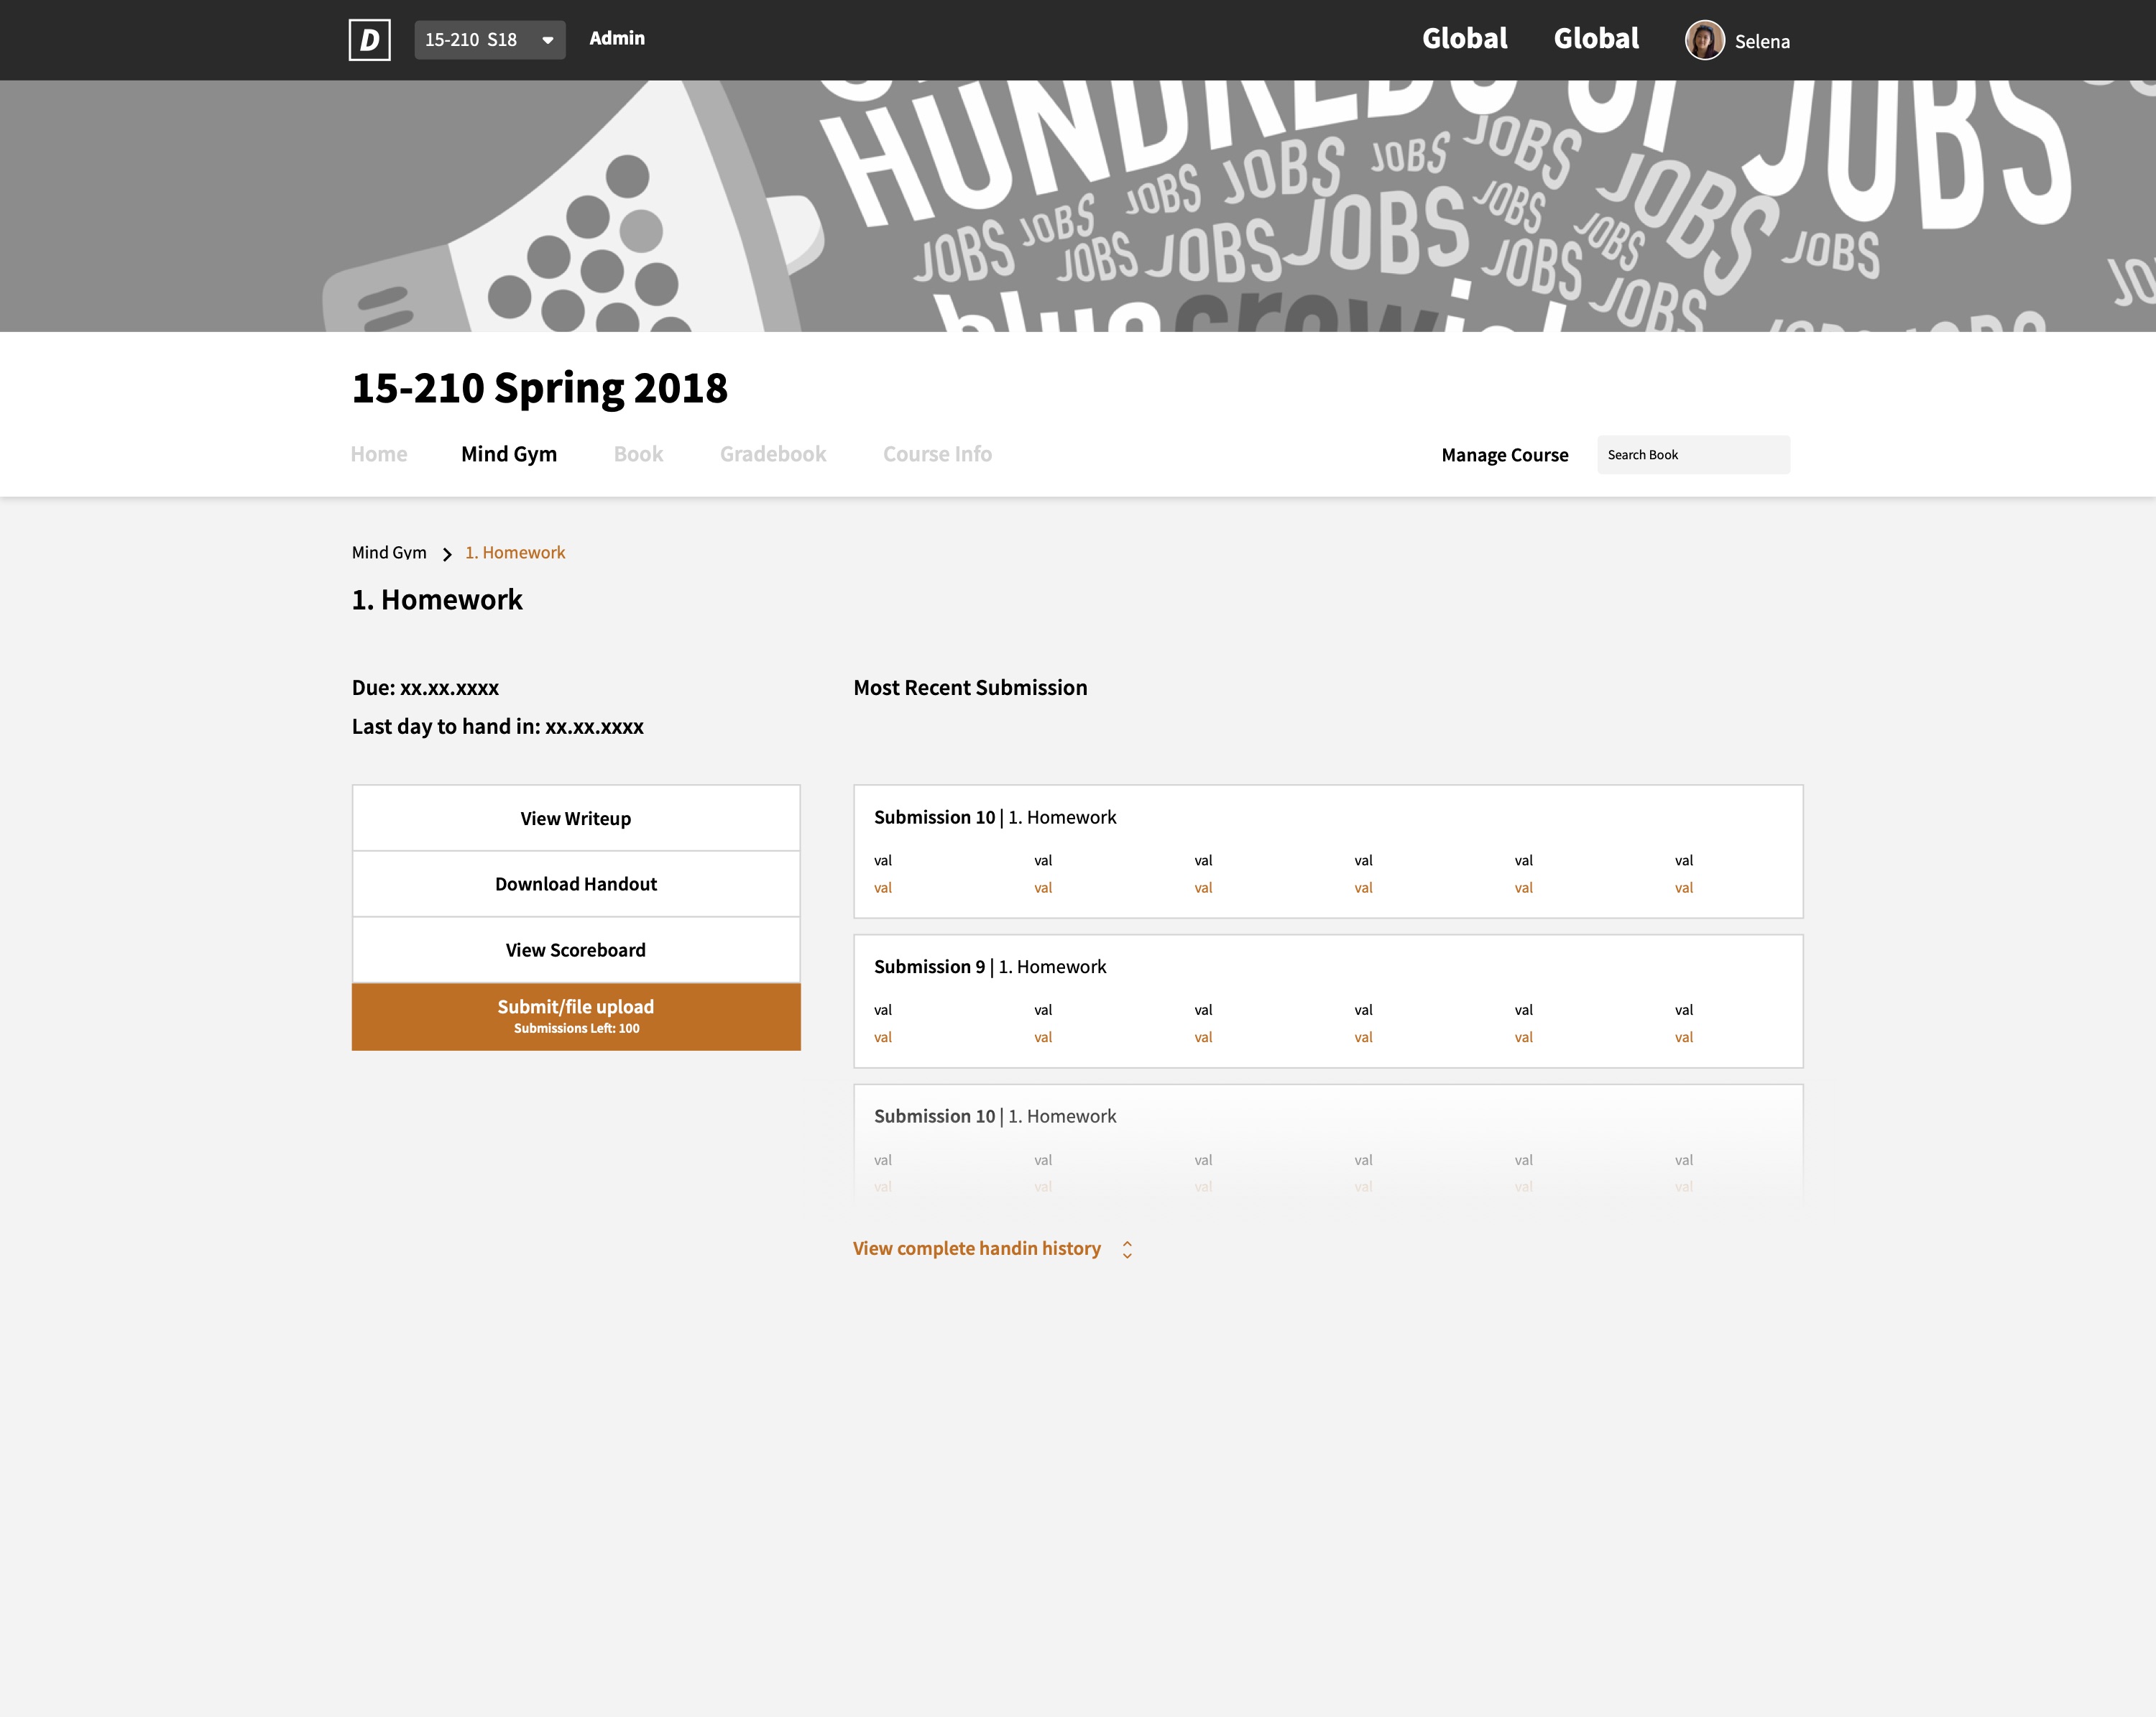 D 15-210 S18 Admin Global Global Selena
HUNDREDS OF JOBS
JOBS JOBS JOBS
JOBS JOBS JOBS JOBS JOBS
JOBS JOBS JOBS JOBS JOBS JOBS JOBS
JOBS
15-210 Spring 2018
Home Mind Gym Book Gradebook Course Info Manage Course Search Book
Mind Gym > 1. Homework
1. Homework
Due: xx.xx.xxxx
Last day to hand in: xx.xx.xxxx
View Writeup
Download Handout
View Scoreboard
Submit/file upload
Submissions Left: 100
Most Recent Submission
Submission 10 | 1. Homework
val val val val val val
val val val val val val
Submission 9 | 1. Homework
val val val val val val
val val val val val val
Submission 10 | 1. Homework
val val val val val val
val val val val val val
View complete handin history